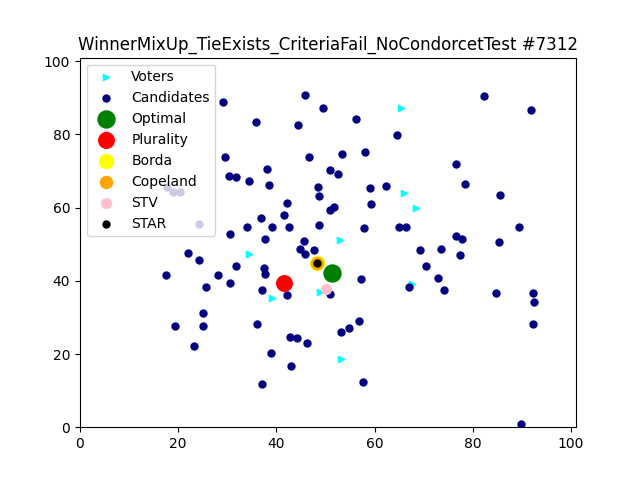 WinnerMixUp_TieExists_CriteriaFail_NoCondorcetTest #7312
100
80
60
40
20
0
Voters
Candidates
Optimal
Plurality
Borda
Copeland
STV
STAR
0 20 40 60 80 100